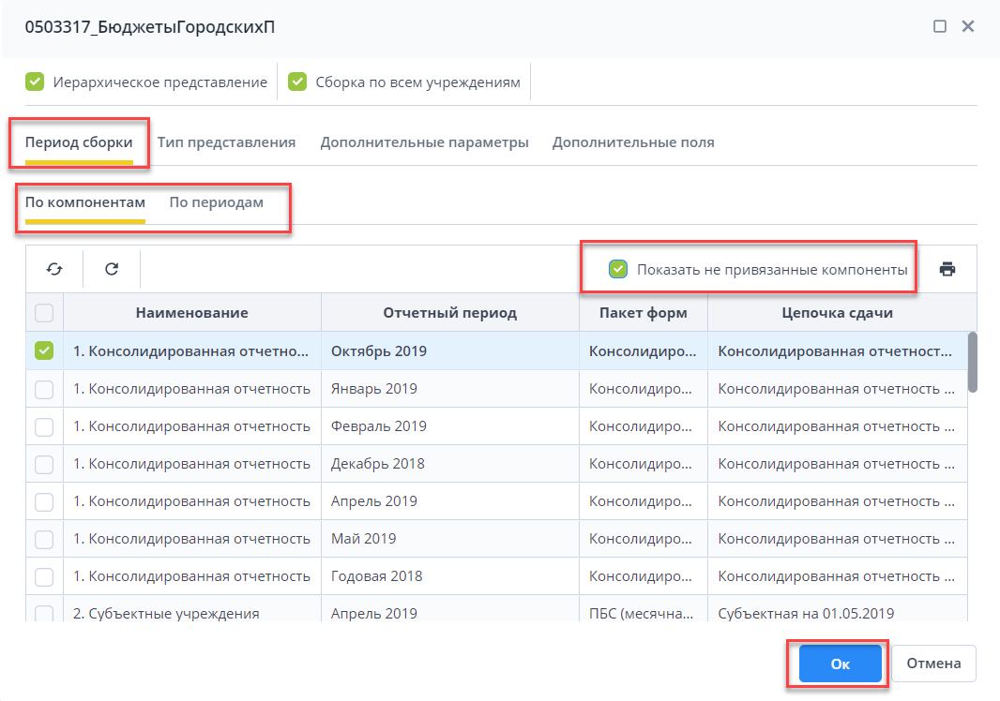 0503317_БюджетыГородскихП
Иерархическое представление Сборка по всем учреждениям
Период сборки Тип представления Дополнительные параметры Дополнительные поля
По компонентам По периодам
Показать не привязанные компоненты
Наименование Отчетный период Пакет форм Цепочка сдачи
1. Консолидированная отчетно... Октябрь 2019 Консолидиро... Консолидированная отчетност...
1. Консолидированная отчетность Январь 2019 Консолидиро... Консолидированная отчетность ...
1. Консолидированная отчетность Февраль 2019 Консолидиро... Консолидированная отчетность ...
1. Консолидированная отчетность Декабрь 2018 Консолидиро... Консолидированная отчетность ...
1. Консолидированная отчетность Апрель 2019 Консолидиро... Консолидированная отчетность ...
1. Консолидированная отчетность Май 2019 Консолидиро... Консолидированная отчетность ...
1. Консолидированная отчетность Годовая 2018 Консолидиро... Консолидированная отчетность ...
2. Субъектные учреждения Апрель 2019 ПБС (месячна... Субъектная на 01.05.2019
Ок Отмена